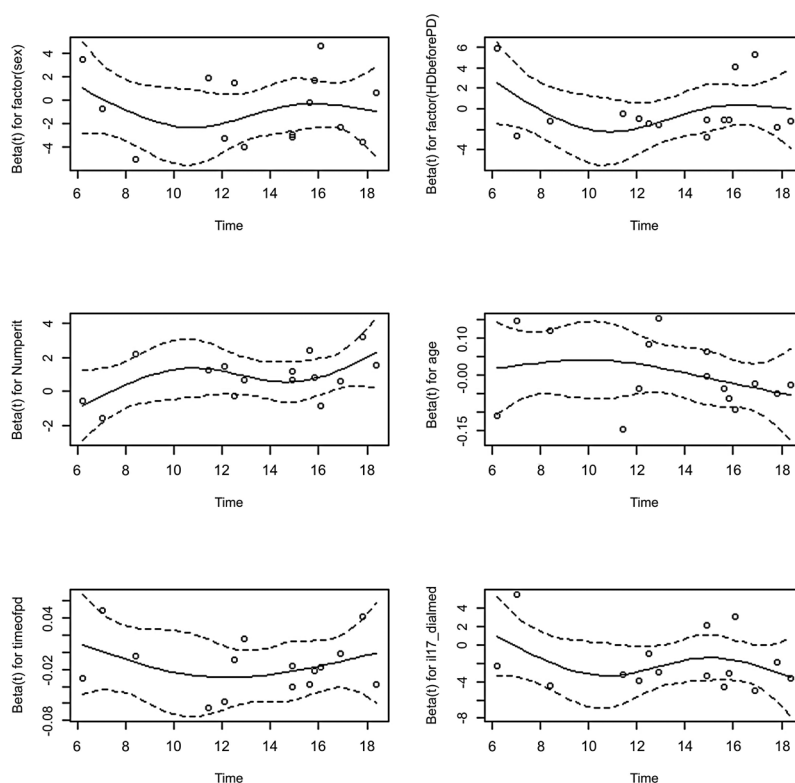 Beta(t) for factor(sex)
4
2
0
-4
6 8 10 12 14 16 18
Time
Beta(t) for factor(HDbeforePD)
6
4
0
-4
6 8 10 12 14 16 18
Time
Beta(t) for Numperit
4
2
0
-2
6 8 10 12 14 16 18
Time
Beta(t) for age
0.10
-0.00
-0.15
6 8 10 12 14 16 18
Time
Beta(t) for timeofpd
0.04
-0.02
-0.08
6 8 10 12 14 16 18
Time
Beta(t) for il17_dialmed
4
0
-4
-8
6 8 10 12 14 16 18
Time